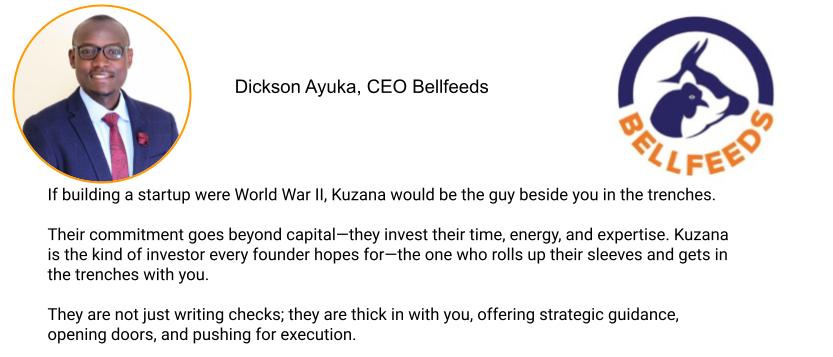 Dickson Ayuka, CEO Bellfeeds
BELLFEEDS
If building a startup were World War II, Kuzana would be the guy beside you in the trenches.
Their commitment goes beyond capital—they invest their time, energy, and expertise. Kuzana
is the kind of investor every founder hopes for—the one who rolls up their sleeves and gets in
the trenches with you.
They are not just writing checks; they are thick in with you, offering strategic guidance,
opening doors, and pushing for execution.